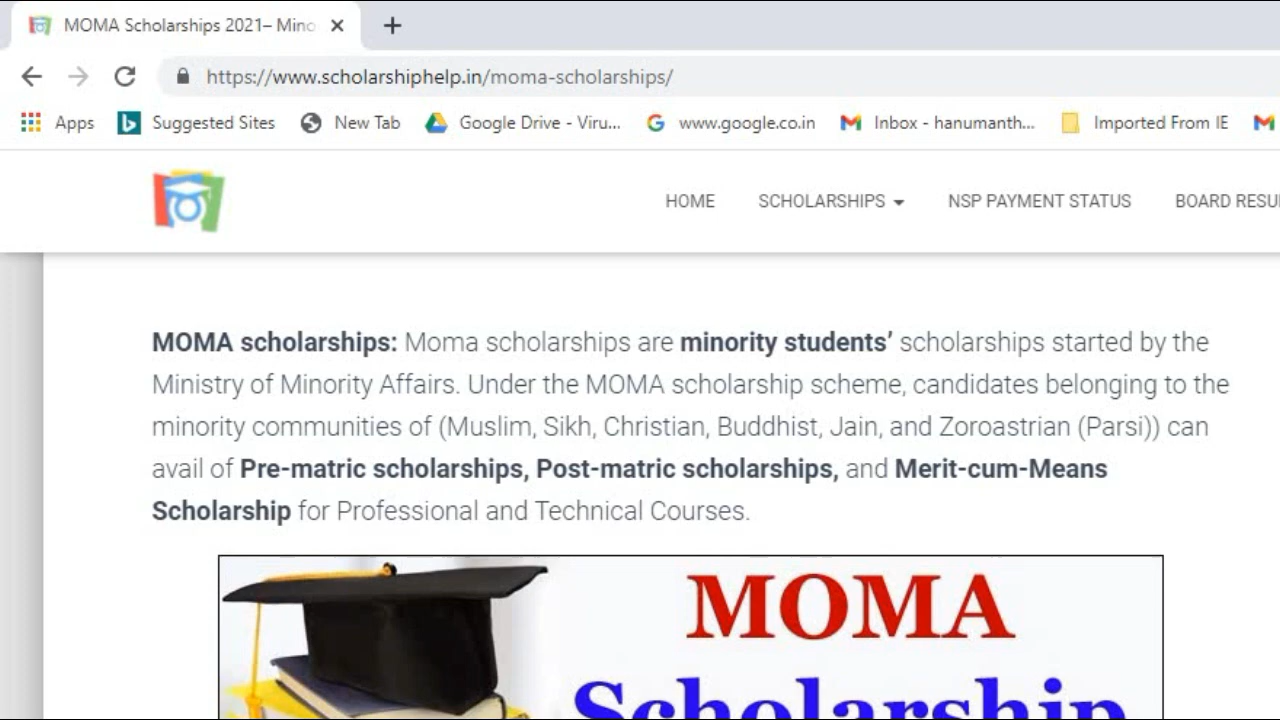 MOMA Scholarships 2021– Mino
https://www.scholarshiphelp.in/moma-scholarships/
Apps Suggested Sites New Tab Google Drive - Viru... www.google.co.in Inbox - hanumanth... Imported From IE
HOME SCHOLARSHIPS NSP PAYMENT STATUS BOARD RESU
MOMA scholarships: Moma scholarships are minority students’ scholarships started by the
Ministry of Minority Affairs. Under the MOMA scholarship scheme, candidates belonging to the
minority communities of (Muslim, Sikh, Christian, Buddhist, Jain, and Zoroastrian (Parsi)) can
avail of Pre-matric scholarships, Post-matric scholarships, and Merit-cum-Means
Scholarship for Professional and Technical Courses.
MOMA
Scholarship